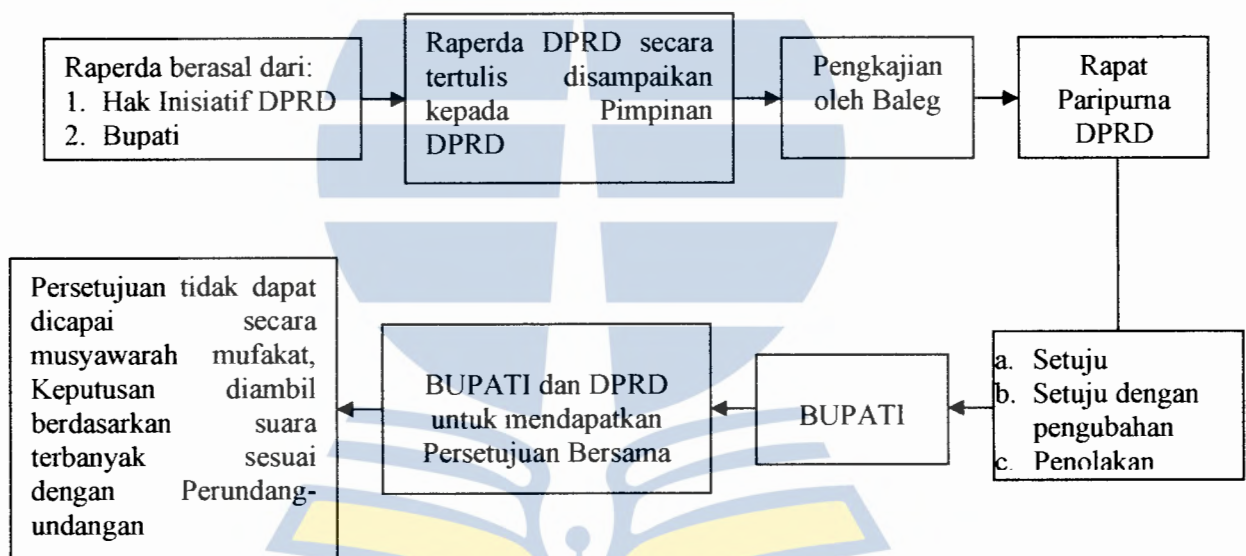 Raperda berasal dari:
1. Hak Inisiatif DPRD
2. Bupati
Raperda DPRD secara
tertulis disampaikan
kepada Pimpinan
DPRD
Pengkajian
oleh Baleg
Rapat
Paripurna
DPRD
a. Setuju
b. Setuju dengan
pengubahan
c. Penolakan
BUPATI
BUPATI dan DPRD
untuk mendapatkan
Persetujuan Bersama
Persetujuan tidak dapat
dicapai secara
musyawarah mufakat,
Keputusan diambil
berdasarkan suara
terbanyak sesuai
dengan Perundang-
undangan